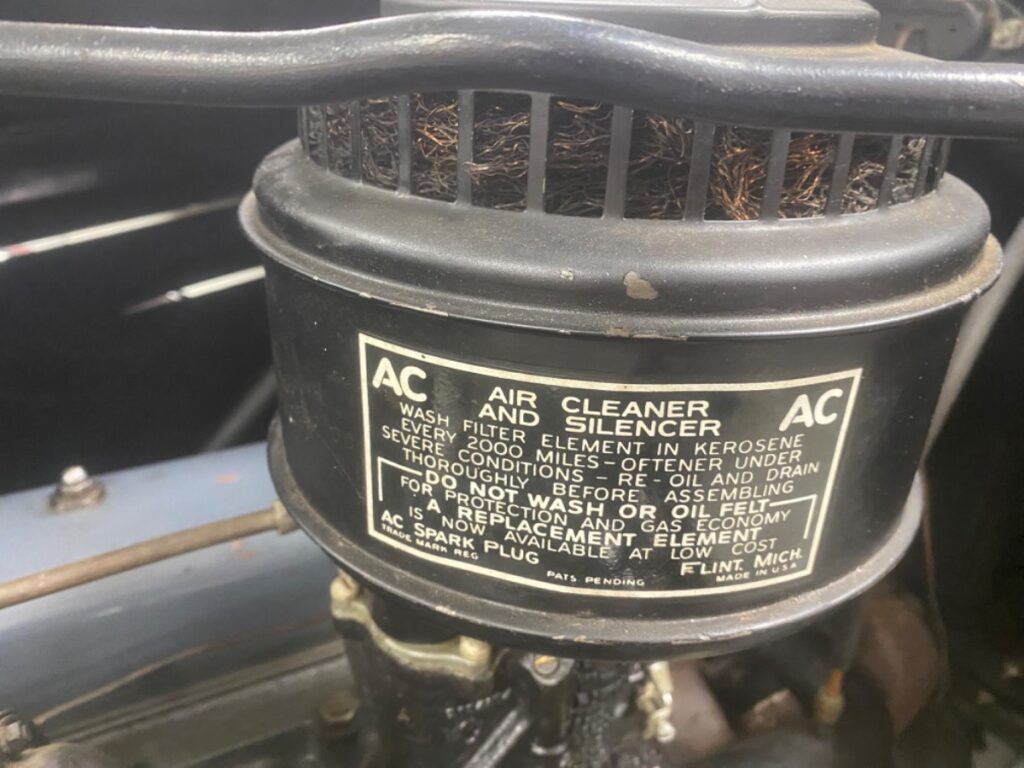 AC AIR CLEANER AC
AND SILENCER
WASH FILTER ELEMENT IN KEROSENE
EVERY 2000 MILES - OFTENER UNDER
SEVERE CONDITIONS - RE-OIL AND DRAIN
THOROUGHLY BEFORE ASSEMBLING
DO NOT WASH OR OIL FELT
FOR PROTECTION AND GAS ECONOMY
A REPLACEMENT ELEMENT
IS NOW AVAILABLE AT LOW COST
AC SPARK PLUG FLINT. MICH.
TRADE MARK REG PATS PENDING MADE IN U.S.A